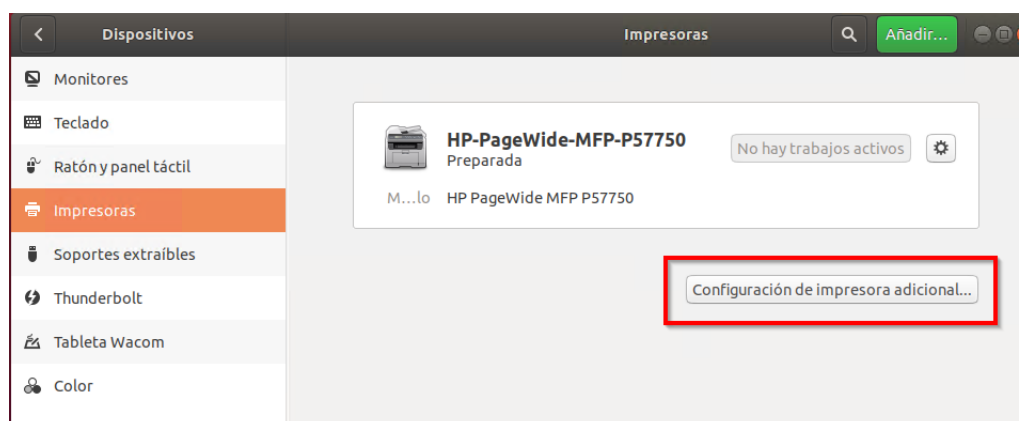 Dispositivos
Impresoras
Añadir...
Monitores
Teclado
Ratón y panel táctil
Impresoras
Soportes extraíbles
Thunderbolt
Tableta Wacom
Color
HP-PageWide-MFP-P57750
Preparada
No hay trabajos activos
M...lo HP PageWide MFP P57750
Configuración de impresora adicional...